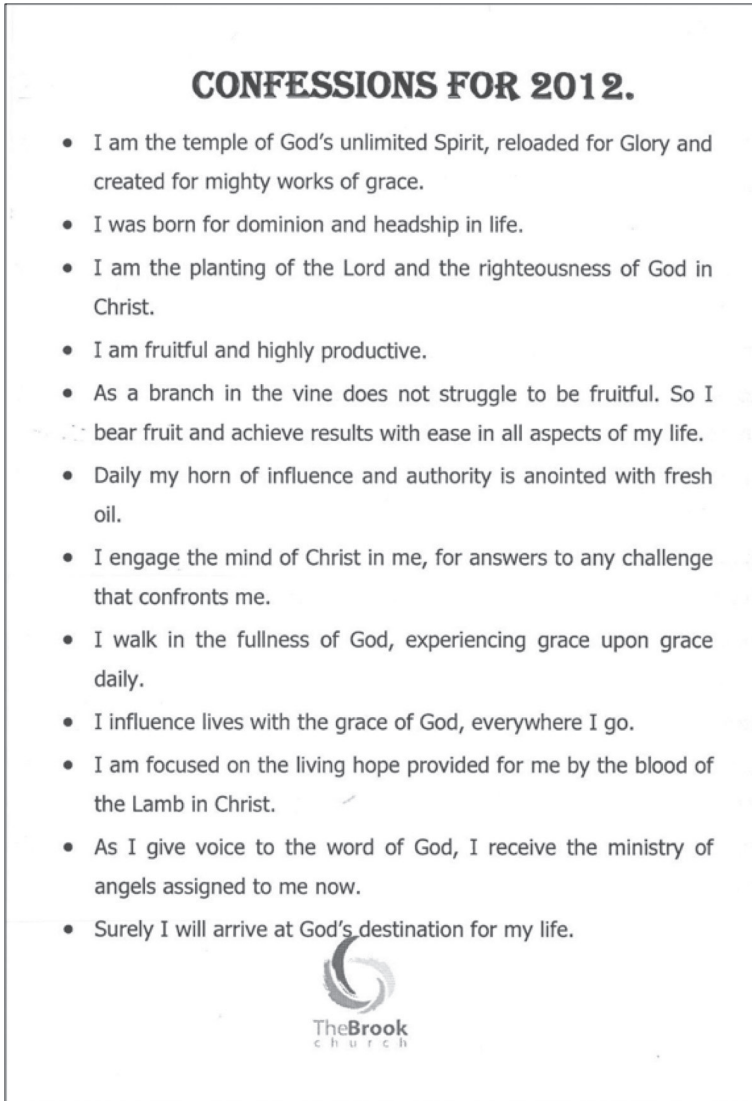 CONFESSIONS FOR 2012.
• I am the temple of God's unlimited Spirit, reloaded for Glory and
created for mighty works of grace.
• I was born for dominion and headship in life.
• I am the planting of the Lord and the righteousness of God in
Christ.
• I am fruitful and highly productive.
• As a branch in the vine does not struggle to be fruitful. So I
bear fruit and achieve results with ease in all aspects of my life.
• Daily my horn of influence and authority is anointed with fresh
oil.
• I engage the mind of Christ in me, for answers to any challenge
that confronts me.
• I walk in the fullness of God, experiencing grace upon grace
daily.
• I influence lives with the grace of God, everywhere I go.
• I am focused on the living hope provided for me by the blood of
the Lamb in Christ.
• As I give voice to the word of God, I receive the ministry of
angels assigned to me now.
• Surely I will arrive at God's destination for my life.
TheBrook
church